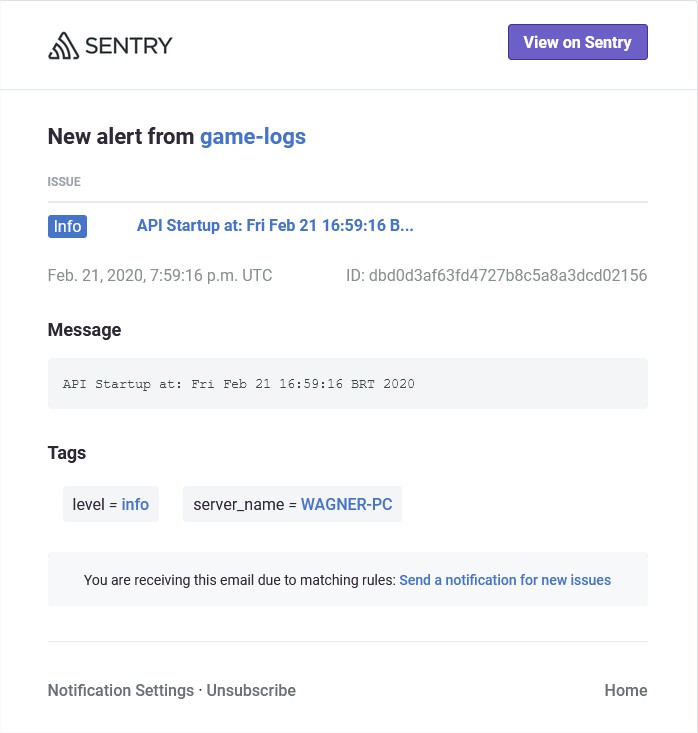 SENTRY
View on Sentry
New alert from game-logs
ISSUE
Info API Startup at: Fri Feb 21 16:59:16 B...
Feb. 21, 2020, 7:59:16 p.m. UTC ID: dbd0d3af63fd4727b8c5a8a3dcd02156
Message
API Startup at: Fri Feb 21 16:59:16 BRT 2020
Tags
level = info server_name = WAGNER-PC
You are receiving this email due to matching rules: Send a notification for new issues
Notification Settings · Unsubscribe Home